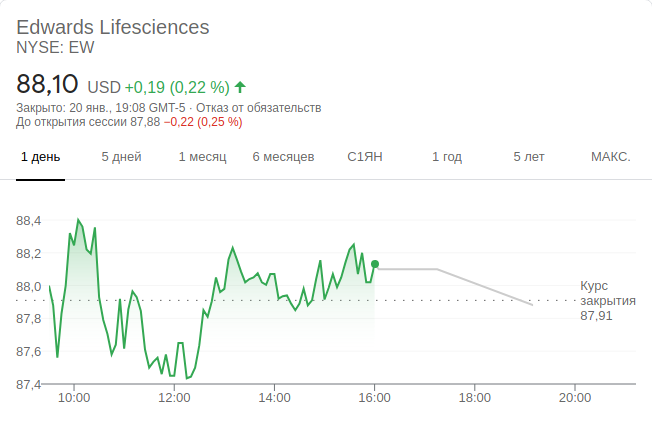 Edwards Lifesciences
NYSE: EW
88,10 USD +0,19 (0,22 %)
Закрыто: 20 янв., 19:08 GMT-5 · Отказ от обязательств
До открытия сессии 87,88 −0,22 (0,25 %)
1 день 5 дней 1 месяц 6 месяцев С1ЯН 1 год 5 лет МАКС.
88,4
88,2
88,0
87,8
87,6
87,4
Курс
закрытия
87,91
10:00 12:00 14:00 16:00 18:00 20:00